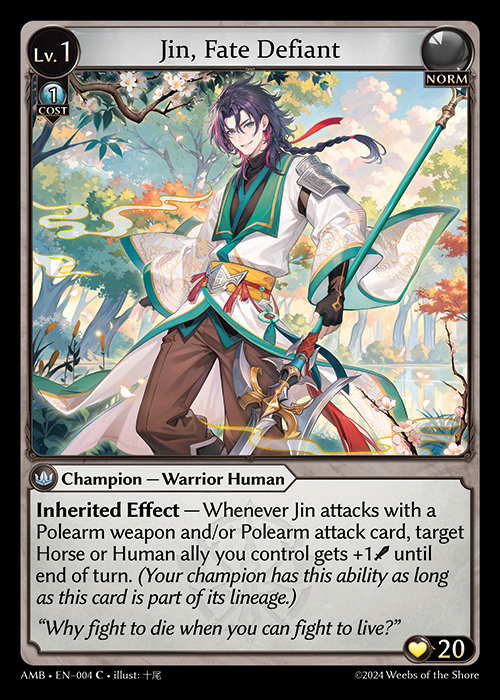 Lv. 1
Jin, Fate Defiant
NORM
1
COST
Champion — Warrior Human
Inherited Effect — Whenever Jin attacks with a
Polearm weapon and/or Polearm attack card, target
Horse or Human ally you control gets +1 until
end of turn. (Your champion has this ability as long
as this card is part of its lineage.)
“Why fight to die when you can fight to live?”
20
AMB • EN–004 C • illust: 十尾
©2024 Weebs of the Shore